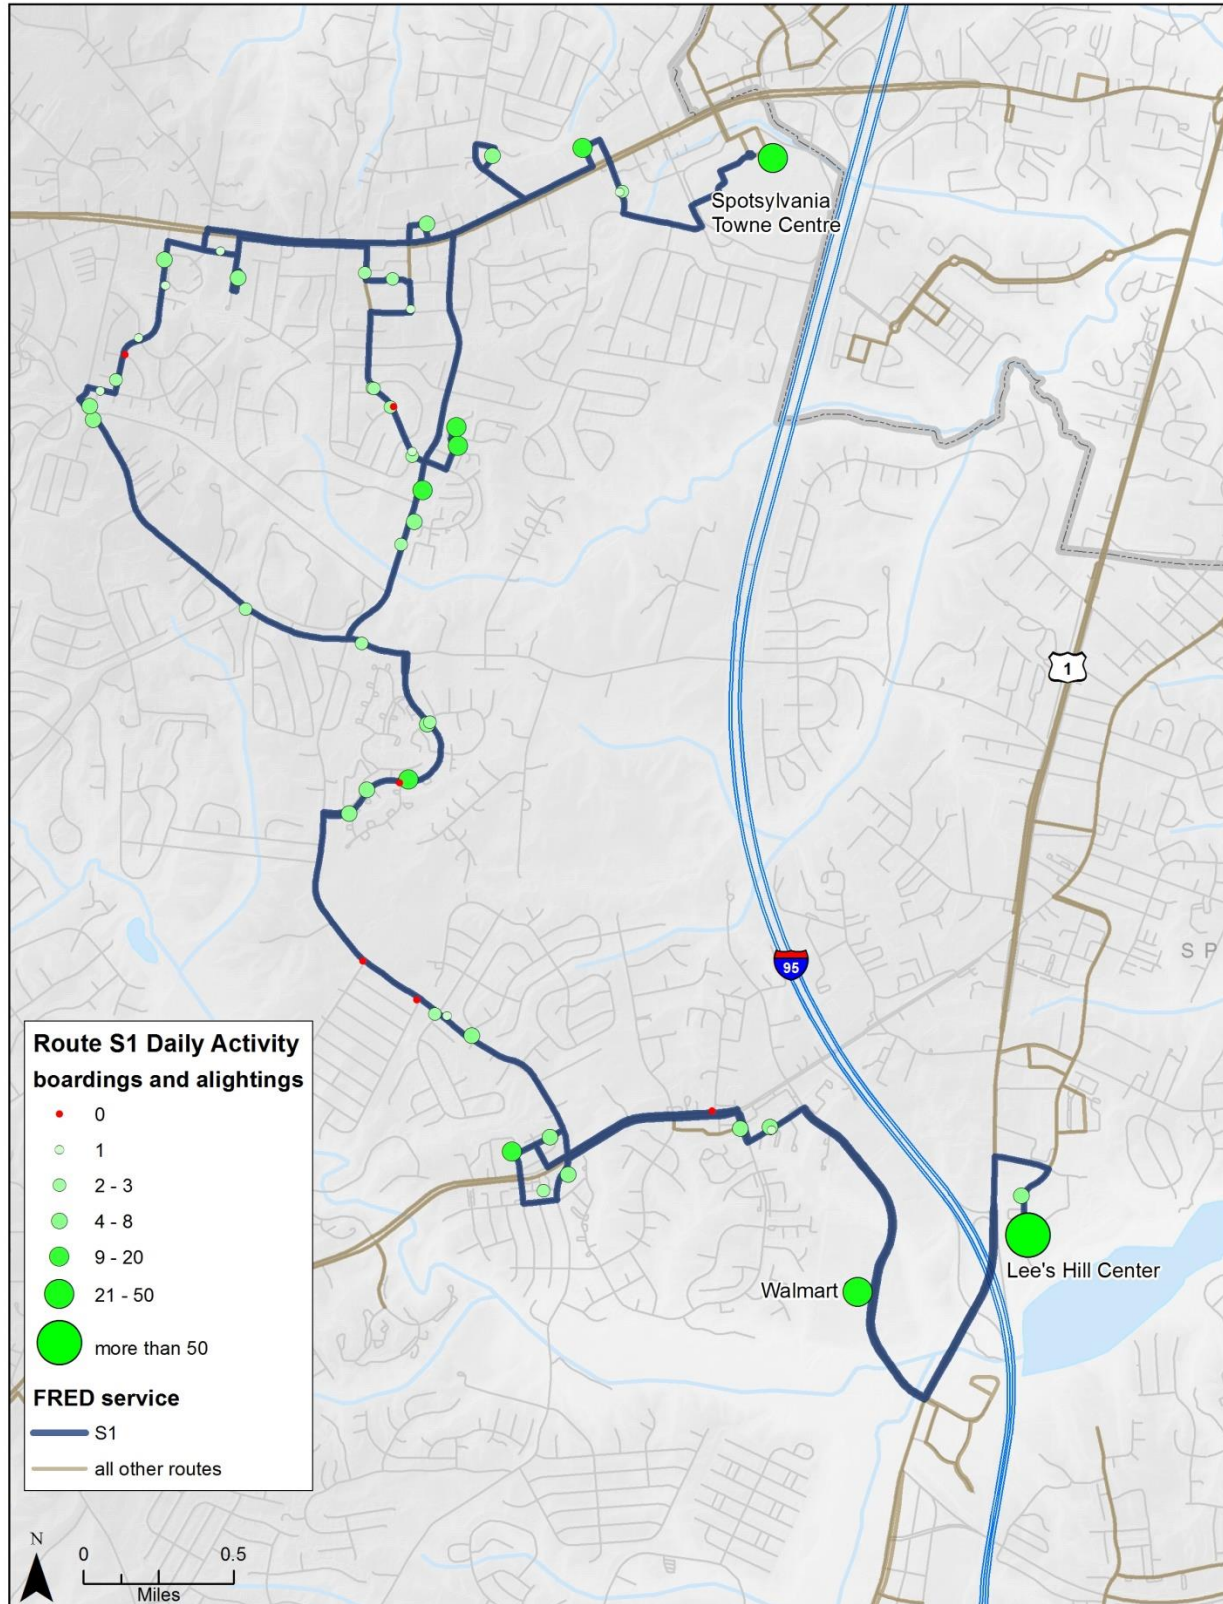 Spotsylvania
Towne Centre
1
95
S P
Walmart
Lee's Hill Center
Route S1 Daily Activity
boardings and alightings
0
1
2 - 3
4 - 8
9 - 20
21 - 50
more than 50
FRED service
S1
all other routes
N
0 0.5
Miles